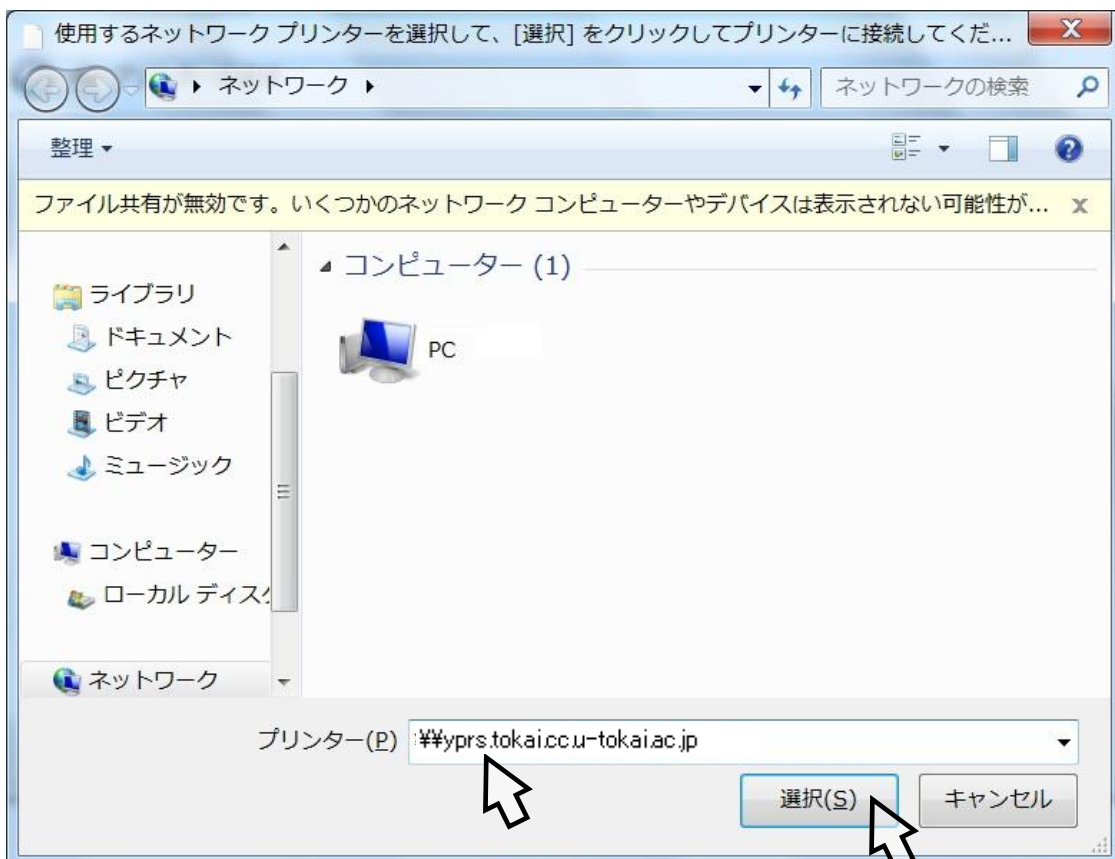 使用するネットワーク プリンターを選択して、[選択] をクリックしてプリンターに接続してくだ...
ネットワーク
ネットワークの検索
整理
ファイル共有が無効です。いくつかのネットワーク コンピューターやデバイスは表示されない可能性が...
ライブラリ
ドキュメント
ピクチャ
ビデオ
ミュージック
コンピューター
ローカル ディス
ネットワーク
コンピューター (1)
PC
プリンター(P) ¥¥yprs.tokai.cc.u-tokai.ac.jp
選択(S) キャンセル